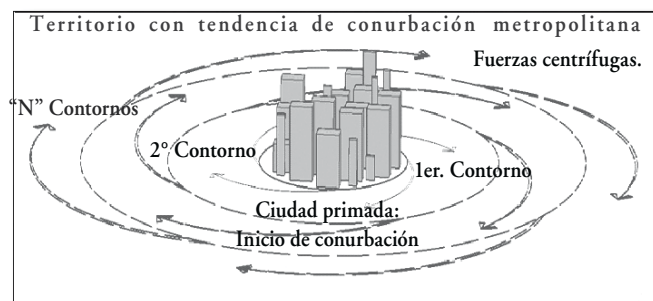 Territorio con tendencia de conurbación metropolitana
Fuerzas centrífugas.
“N” Contornos
2° Contorno
1er. Contorno
Ciudad primada:
Inicio de conurbación